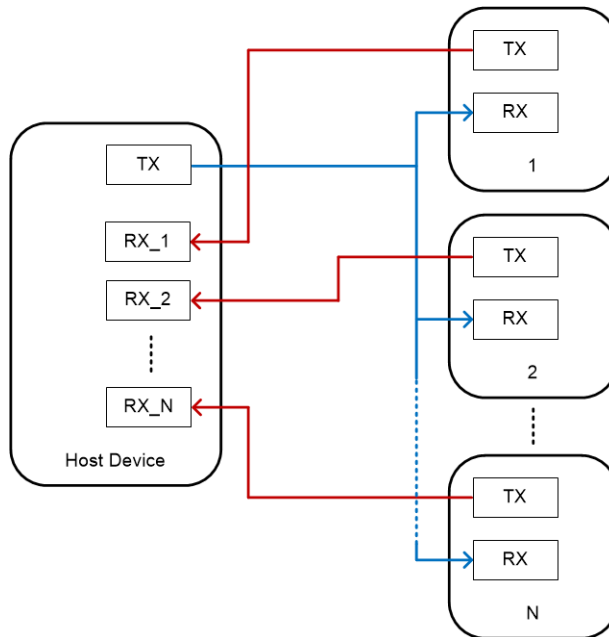 TX
RX_1
RX_2
RX_N
Host Device
TX
RX
1
TX
RX
2
TX
RX
N